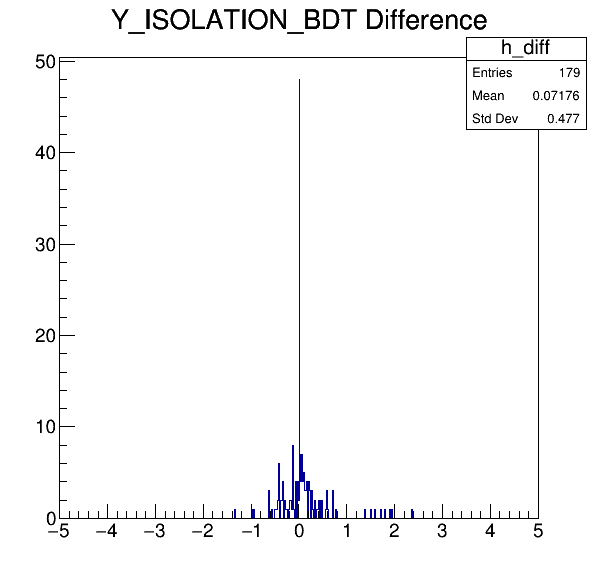 Y_ISOLATION_BDT Difference
h_diff
Entries 179
Mean 0.07176
Std Dev 0.477
50
40
30
20
10
0
−5 −4 −3 −2 −1 0 1 2 3 4 5